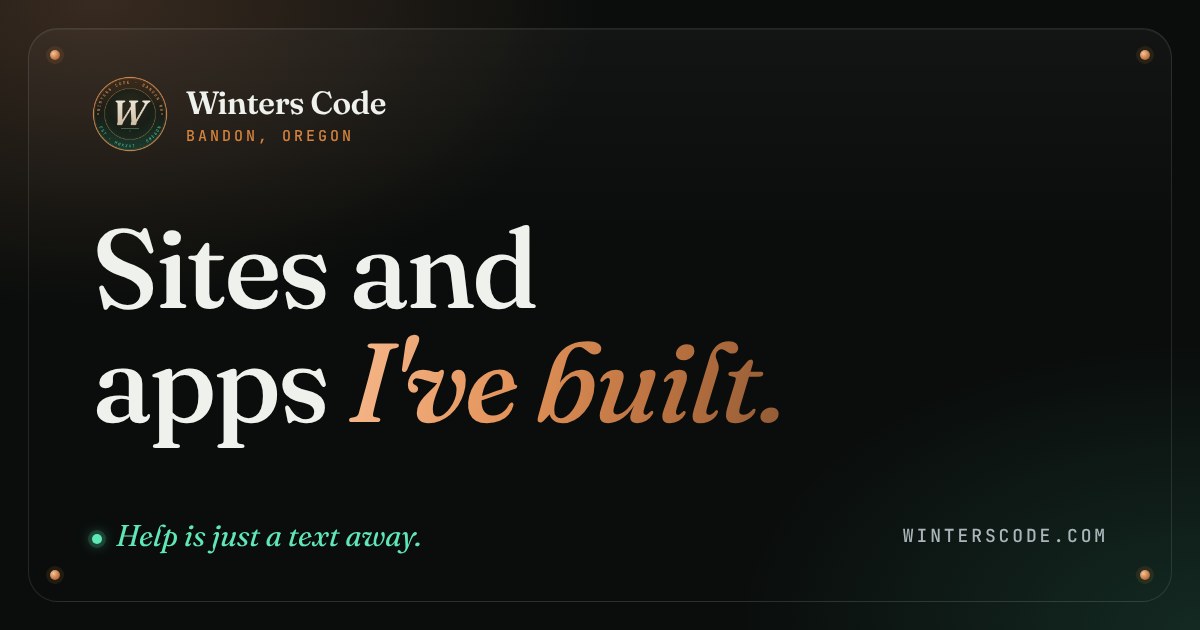 W
Winters Code
BANDON, OREGON
Sites and
apps I've built.
Help is just a text away.
WINTERSCODE.COM